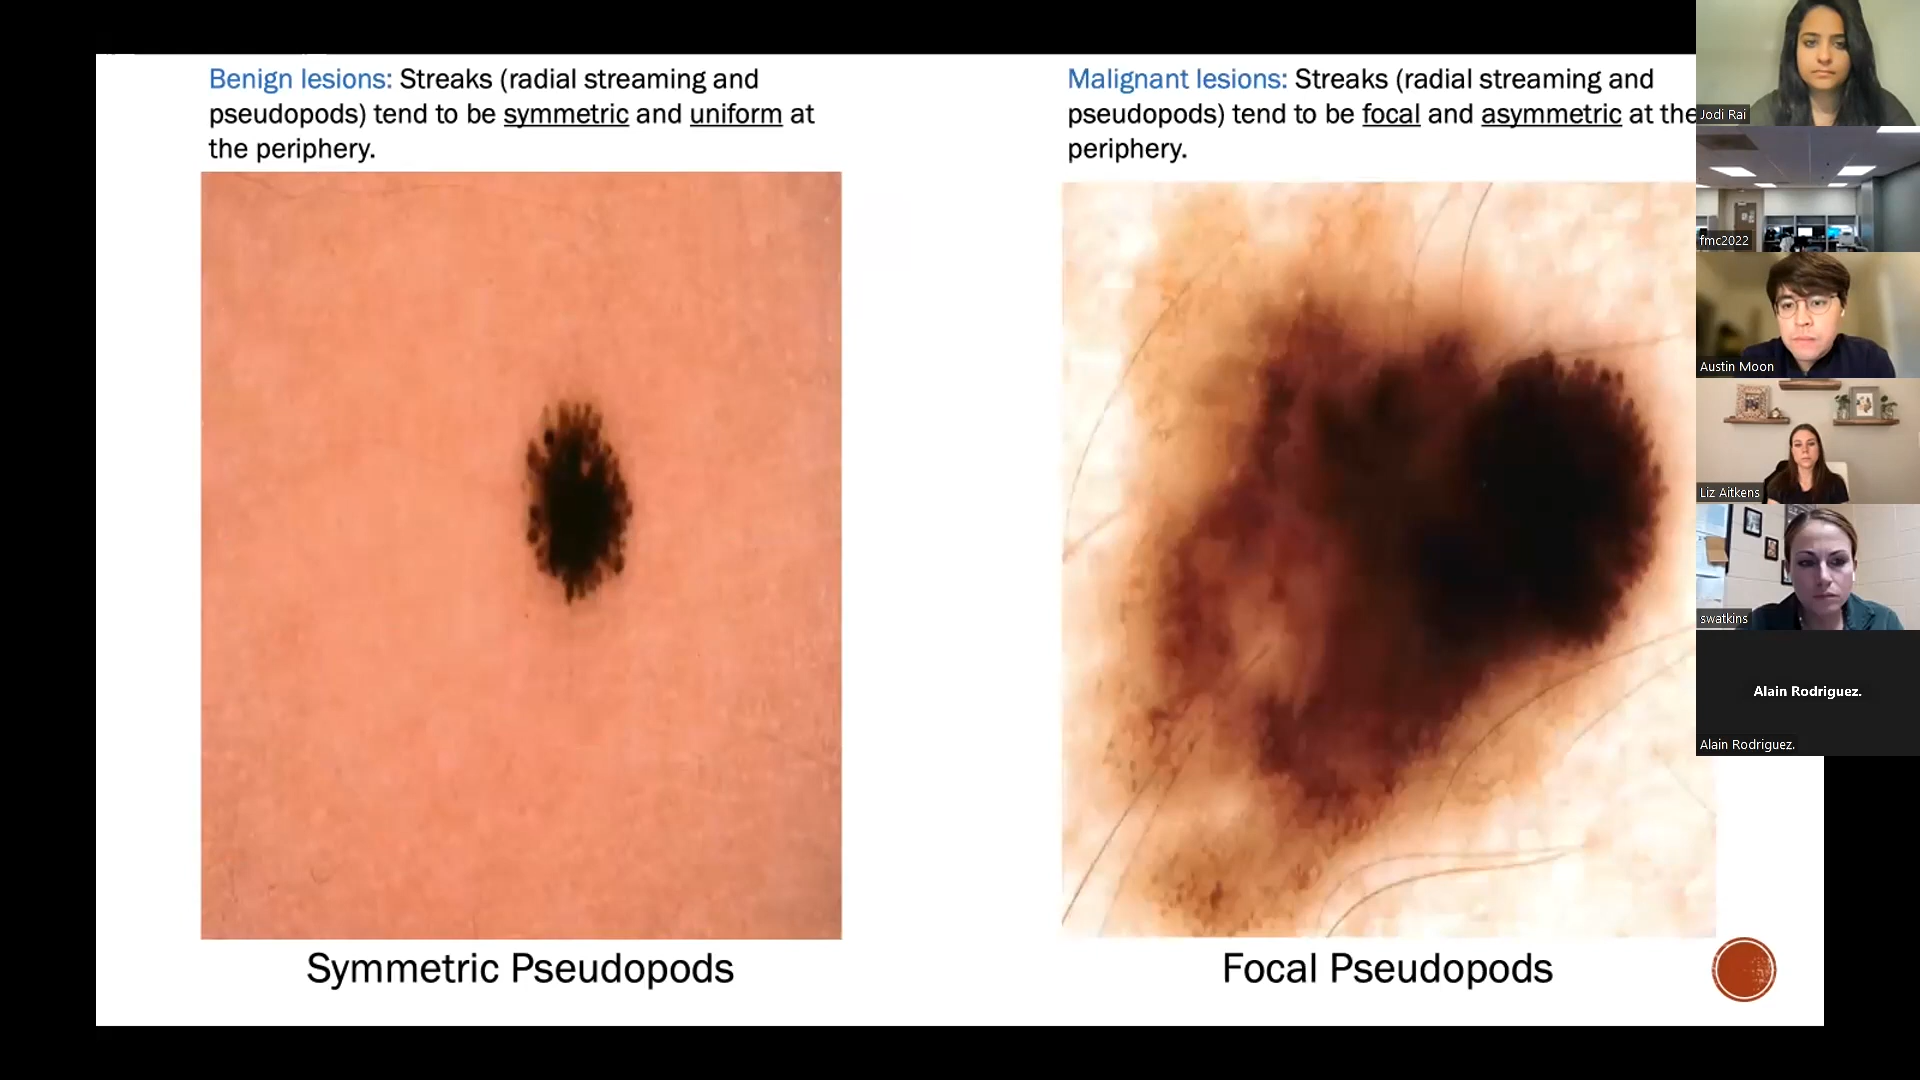 Benign lesions: Streaks (radial streaming and
pseudopods) tend to be symmetric and uniform at
the periphery.
Malignant lesions: Streaks (radial streaming and
pseudopods) tend to be focal and asymmetric at the
periphery.
Symmetric Pseudopods
Focal Pseudopods
Jodi Rai
fmc2022
Austin Moon
Liz Aitkens
swatkins
Alain Rodriguez.
Alain Rodriguez.